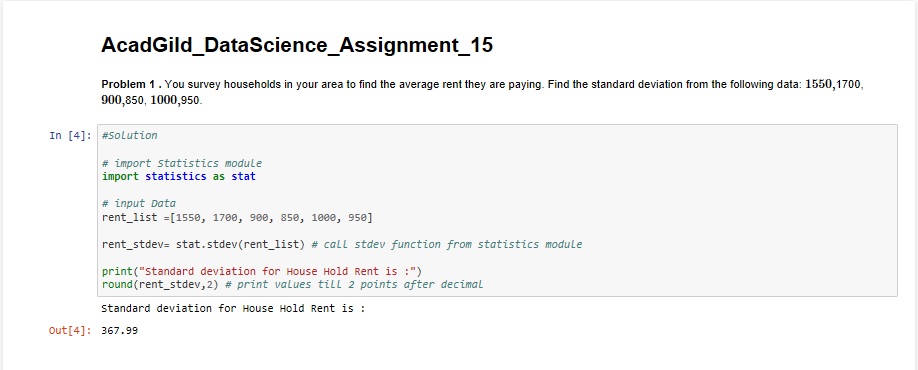 AcadGild_DataScience_Assignment_15
Problem 1 . You survey households in your area to find the average rent they are paying. Find the standard deviation from the following data: 1550,1700,
900,850, 1000,950.
In [4]: #Solution
# import Statistics module
import statistics as stat
# input Data
rent_list =[1550, 1700, 900, 850, 1000, 950]
rent_stdev= stat.stdev(rent_list) # call stdev function from statistics module
print("Standard deviation for House Hold Rent is :")
round(rent_stdev,2) # print values till 2 points after decimal
Standard deviation for House Hold Rent is :
Out[4]: 367.99